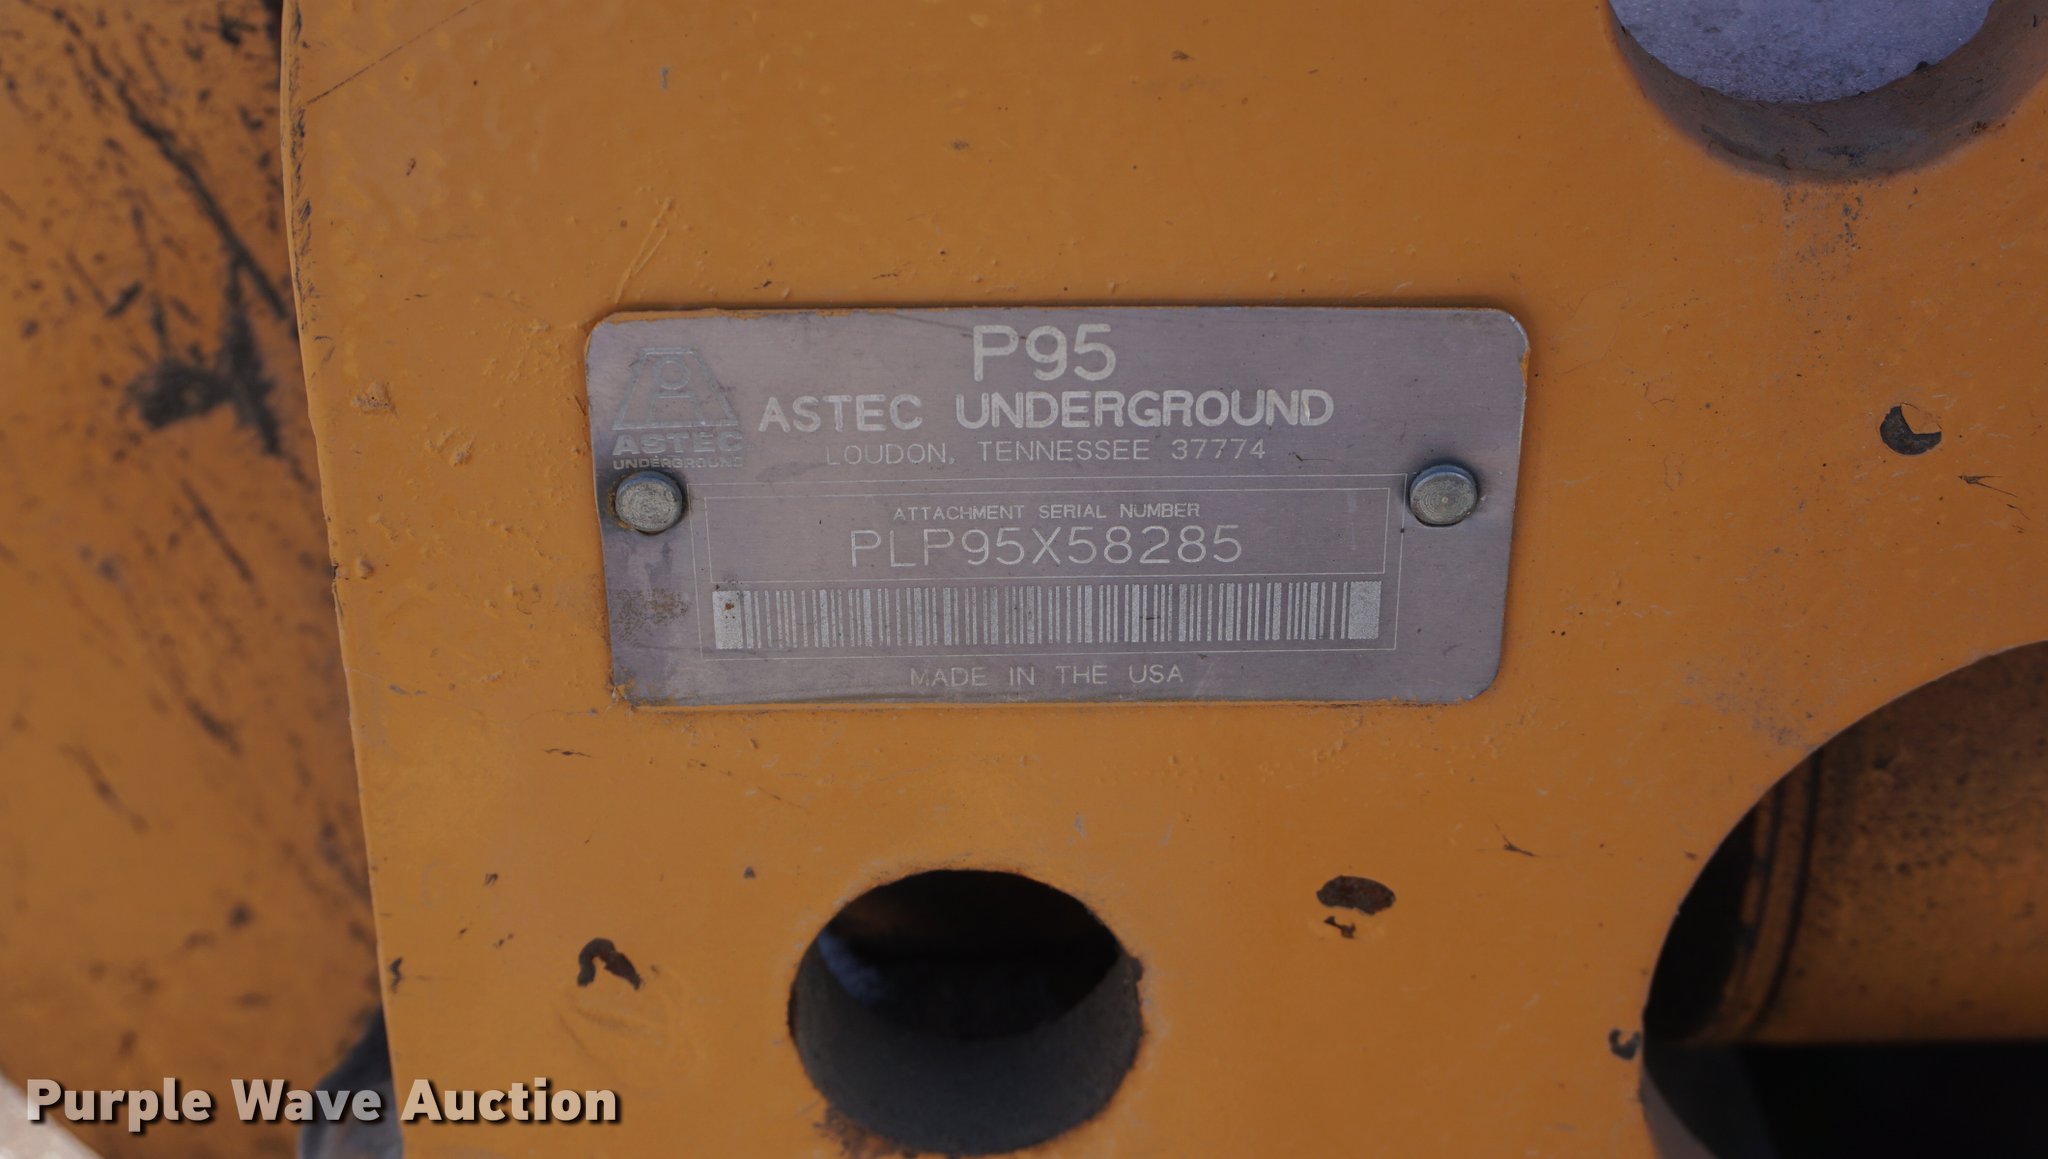 P95
ASTEC UNDERGROUND
LOUDON, TENNESSEE 37774
ASTEC
UNDERGROUND
ATTACHMENT SERIAL NUMBER
PLP95X58285
MADE IN THE USA
Purple Wave Auction